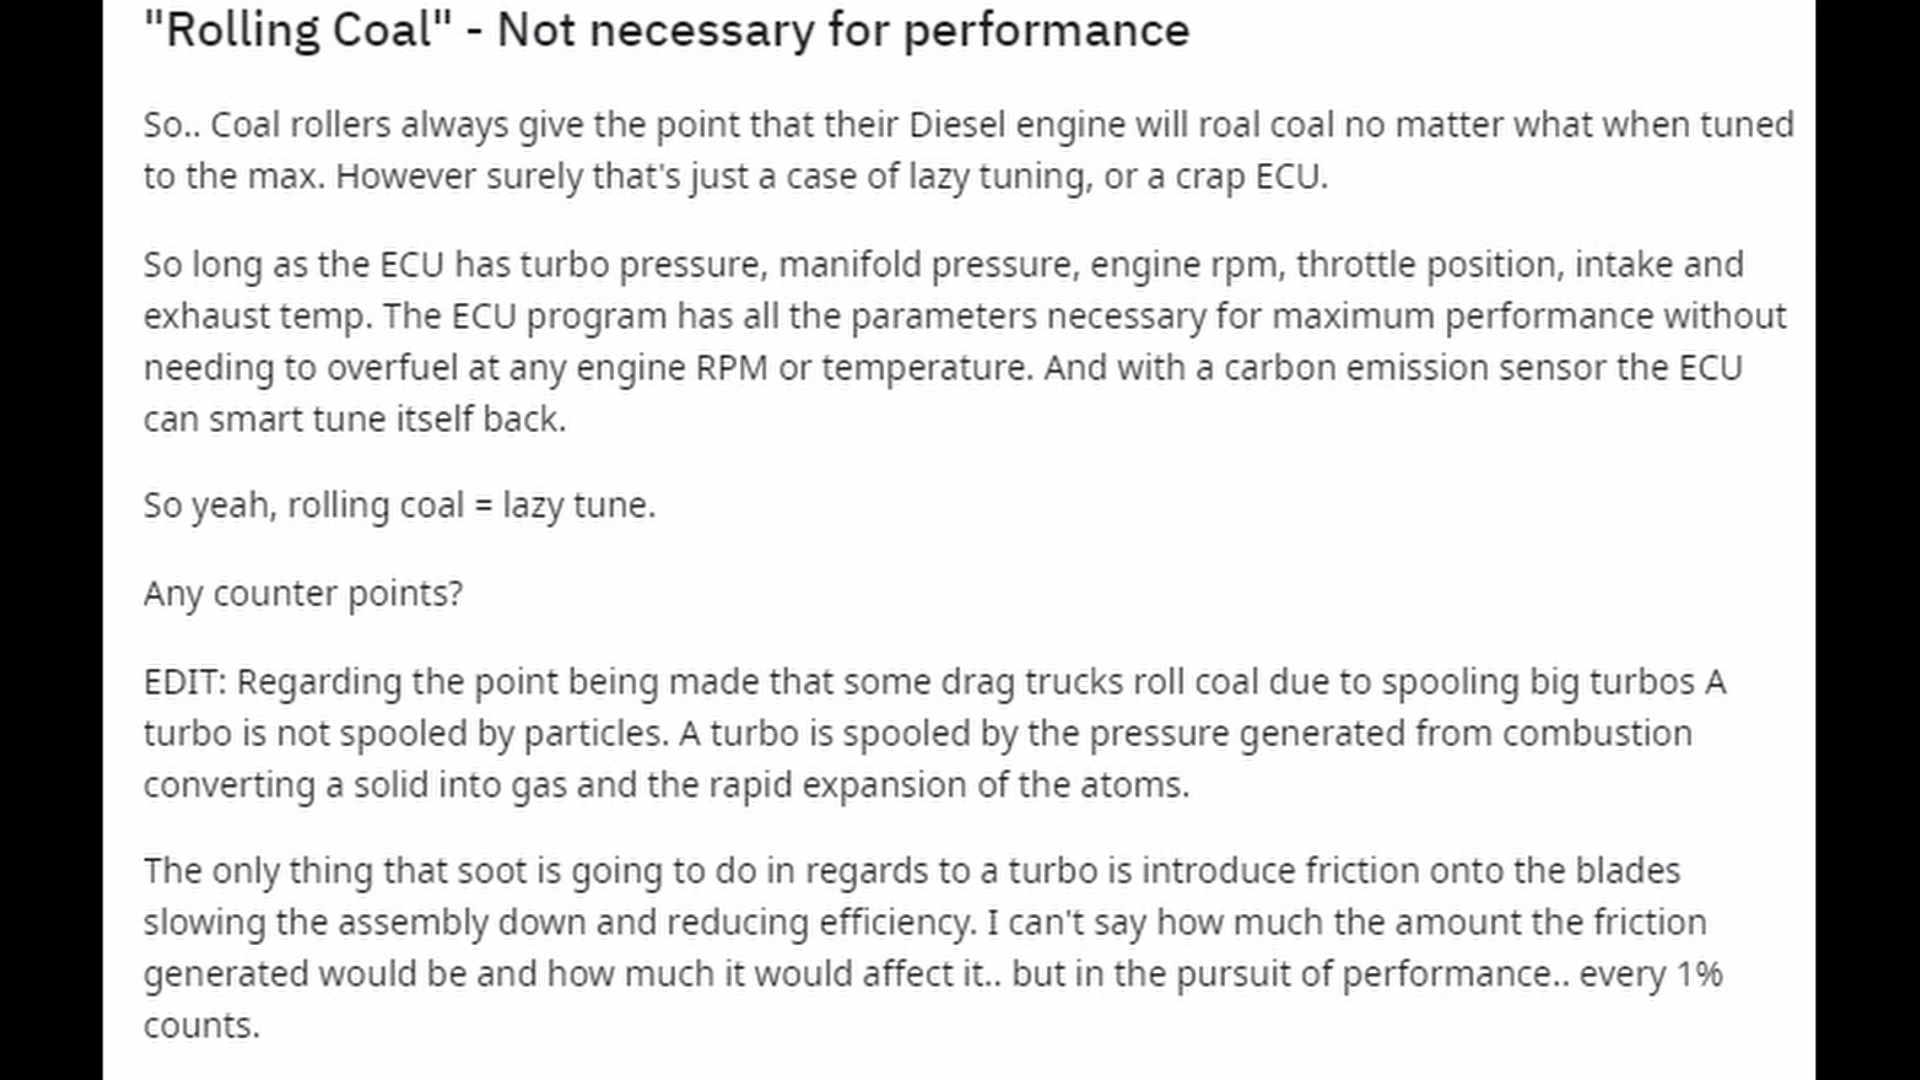 "Rolling Coal" - Not necessary for performance
So.. Coal rollers always give the point that their Diesel engine will roal coal no matter what when tuned
to the max. However surely that's just a case of lazy tuning, or a crap ECU.
So long as the ECU has turbo pressure, manifold pressure, engine rpm, throttle position, intake and
exhaust temp. The ECU program has all the parameters necessary for maximum performance without
needing to overfuel at any engine RPM or temperature. And with a carbon emission sensor the ECU
can smart tune itself back.
So yeah, rolling coal = lazy tune.
Any counter points?
EDIT: Regarding the point being made that some drag trucks roll coal due to spooling big turbos A
turbo is not spooled by particles. A turbo is spooled by the pressure generated from combustion
converting a solid into gas and the rapid expansion of the atoms.
The only thing that soot is going to do in regards to a turbo is introduce friction onto the blades
slowing the assembly down and reducing efficiency. I can't say how much the amount the friction
generated would be and how much it would affect it.. but in the pursuit of performance.. every 1%
counts.